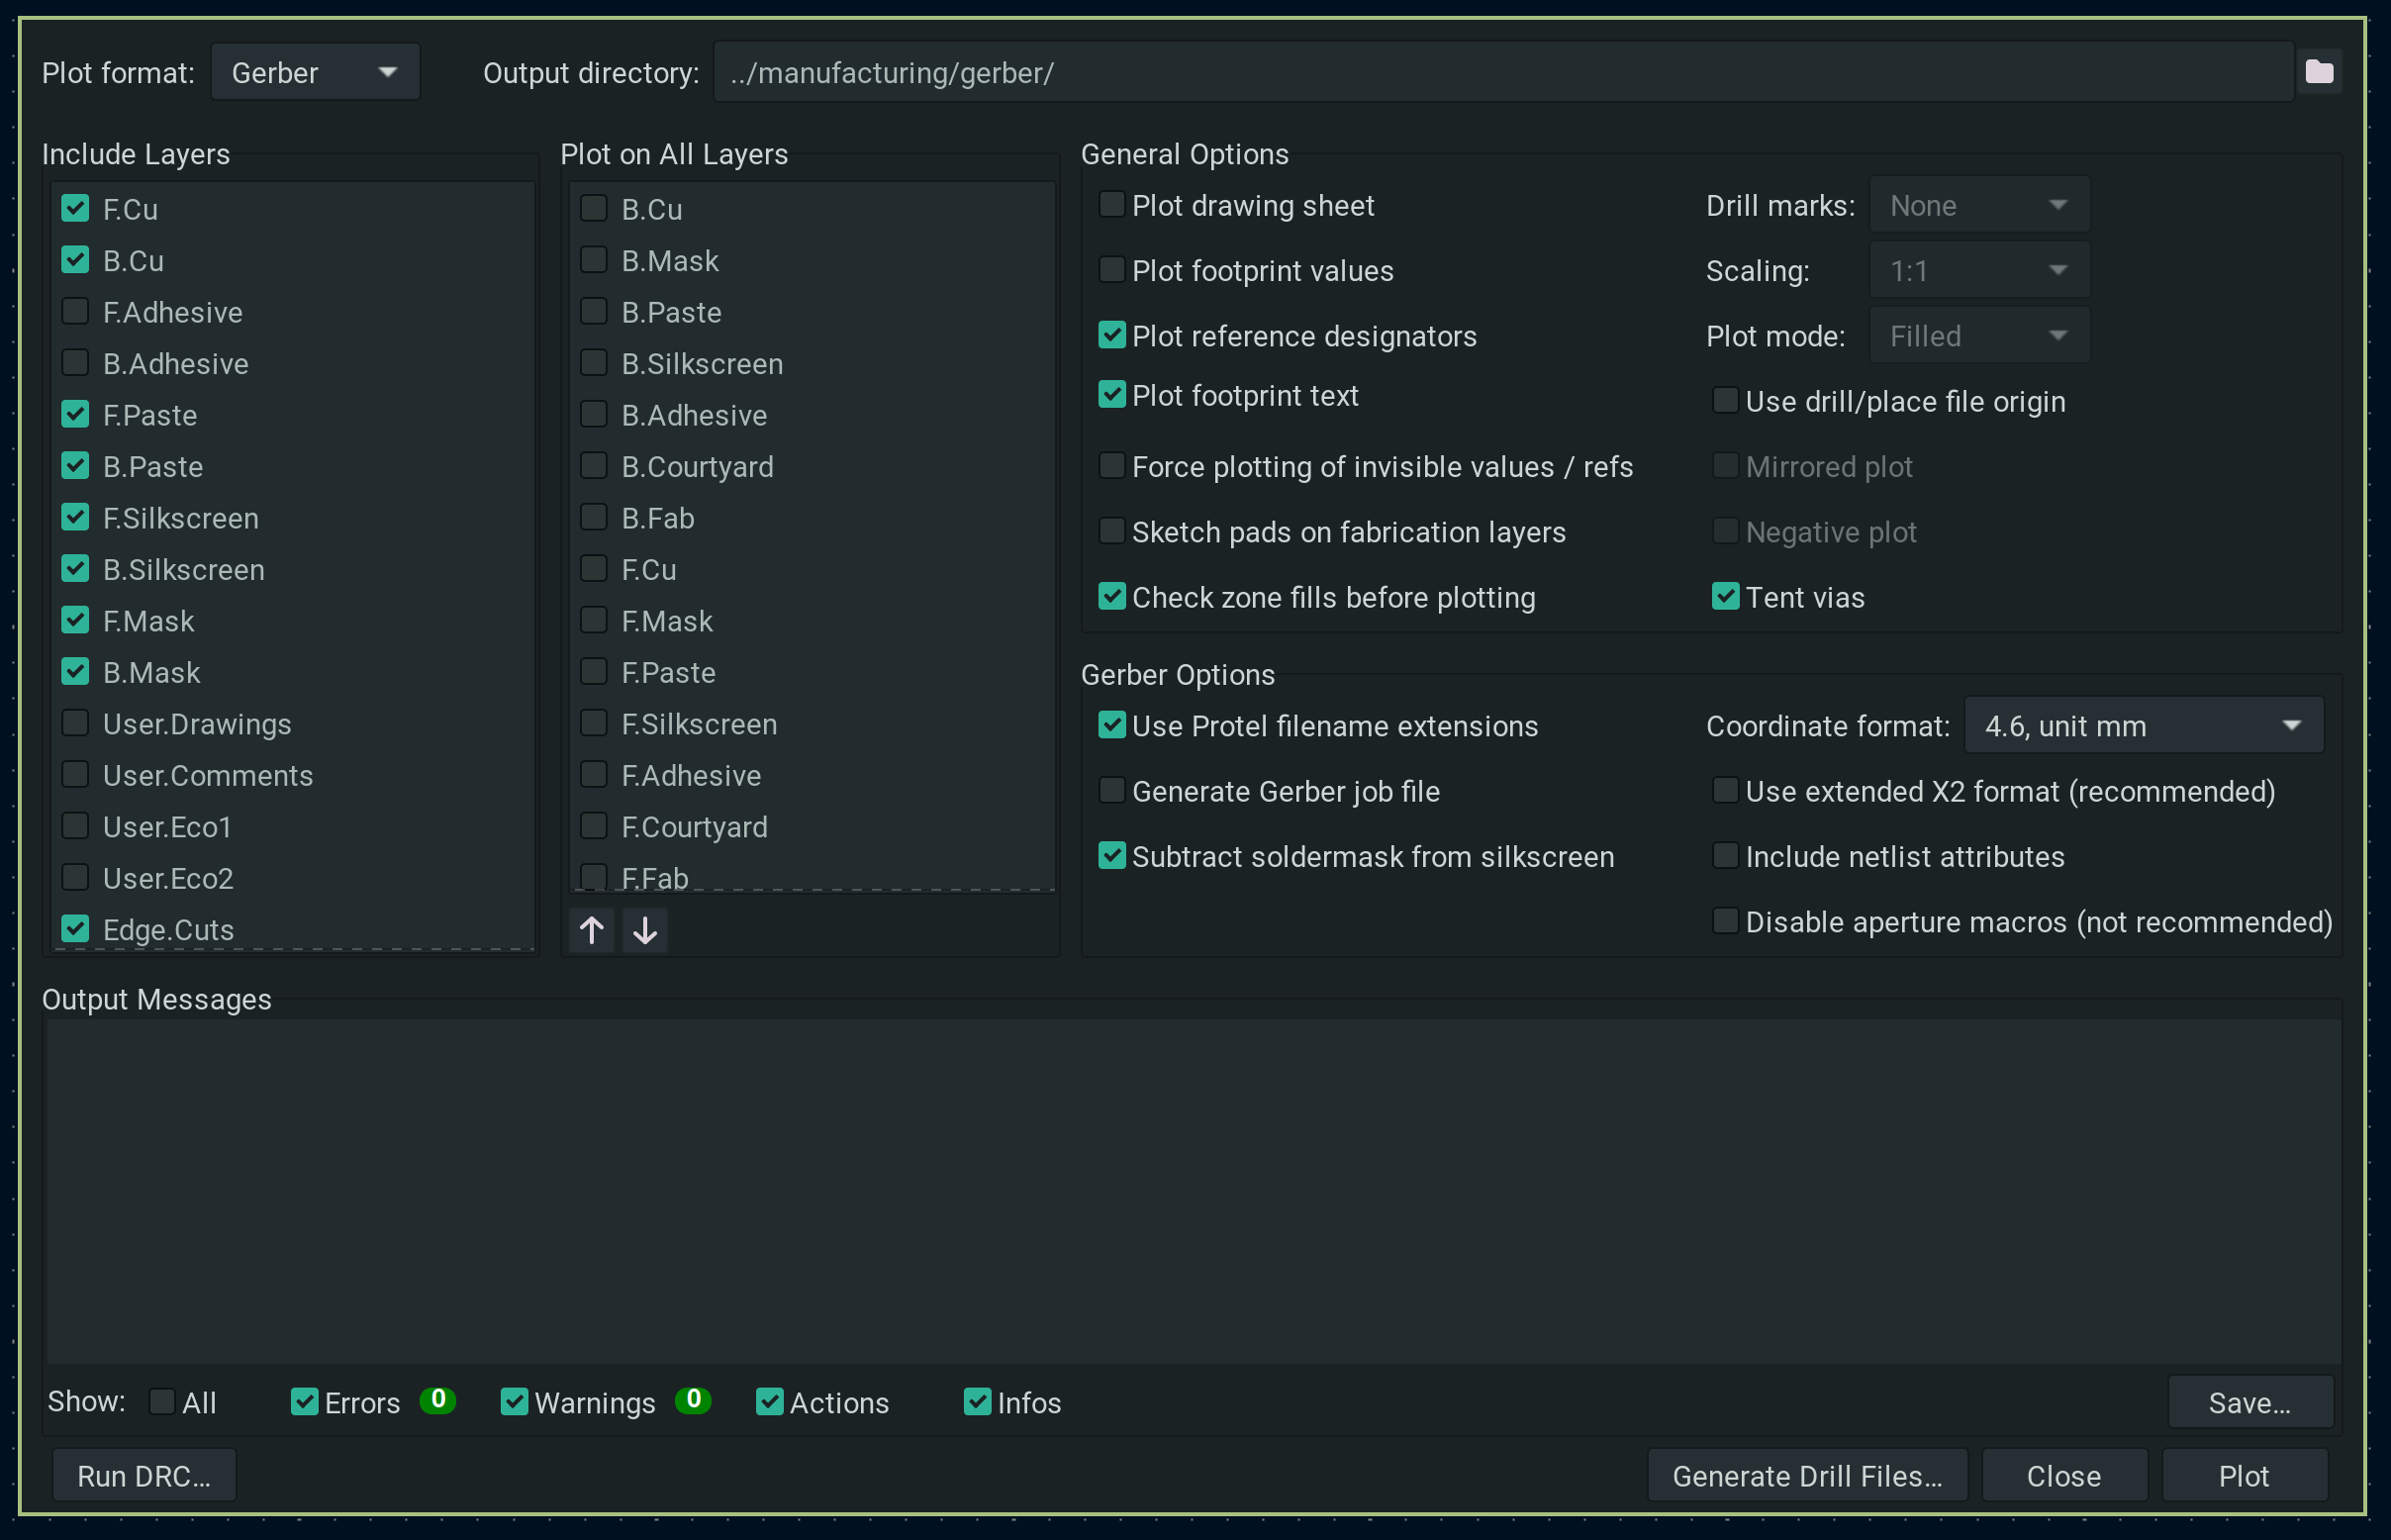 Plot format: Gerber Output directory: ../manufacturing/gerber/
Include Layers
F.Cu
B.Cu
F.Adhesive
B.Adhesive
F.Paste
B.Paste
F.Silkscreen
B.Silkscreen
F.Mask
B.Mask
User.Drawings
User.Comments
User.Eco1
User.Eco2
Edge.Cuts
Plot on All Layers
B.Cu
B.Mask
B.Paste
B.Silkscreen
B.Adhesive
B.Courtyard
B.Fab
F.Cu
F.Mask
F.Paste
F.Silkscreen
F.Adhesive
F.Courtyard
F.Fab
General Options
Plot drawing sheet
Plot footprint values
Plot reference designators
Plot footprint text
Force plotting of invisible values / refs
Sketch pads on fabrication layers
Check zone fills before plotting
Drill marks: None
Scaling: 1:1
Plot mode: Filled
Use drill/place file origin
Mirrored plot
Negative plot
Tent vias
Gerber Options
Use Protel filename extensions
Generate Gerber job file
Subtract soldermask from silkscreen
Coordinate format: 4.6, unit mm
Use extended X2 format (recommended)
Include netlist attributes
Disable aperture macros (not recommended)
Output Messages
Show: All Errors 0 Warnings 0 Actions Infos Save...
Run DRC... Generate Drill Files... Close Plot